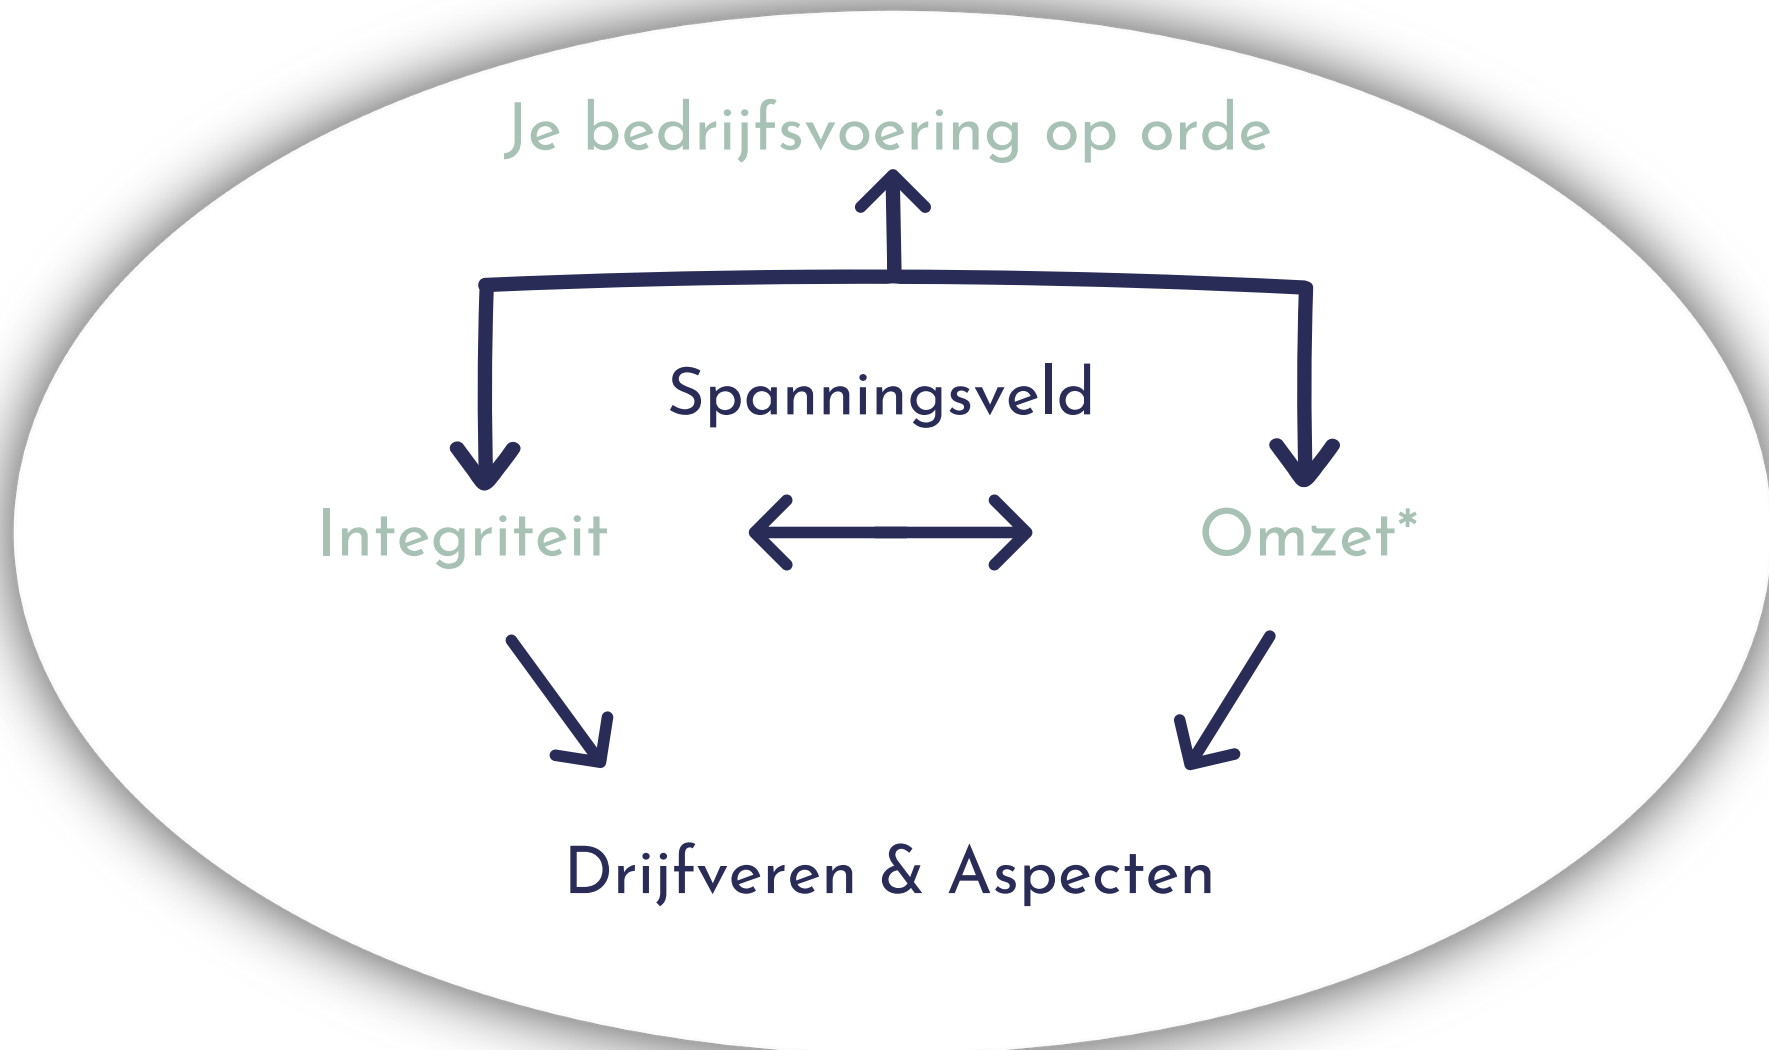 Je bedrijfsvoering op orde
Spanningsveld
Integriteit
Omzet*
Drijfveren & Aspecten